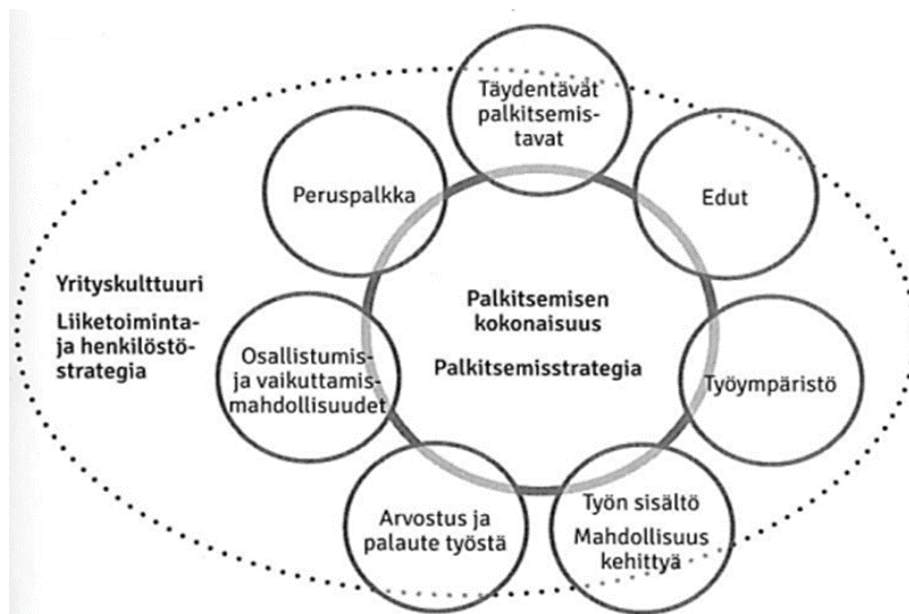 Täydentävät
palkitsemis-
tavat
Peruspalkka
Edut
Yrityskulttuuri
Liiketoiminta-
ja henkilöstö-
strategia
Palkitsemisen
kokonaisuus
Palkitsemisstrategia
Osallistumis-
ja vaikuttamis-
mahdollisuudet
Työympäristö
Arvostus ja
palaute työstä
Työn sisältö
Mahdollisuus
kehittyä